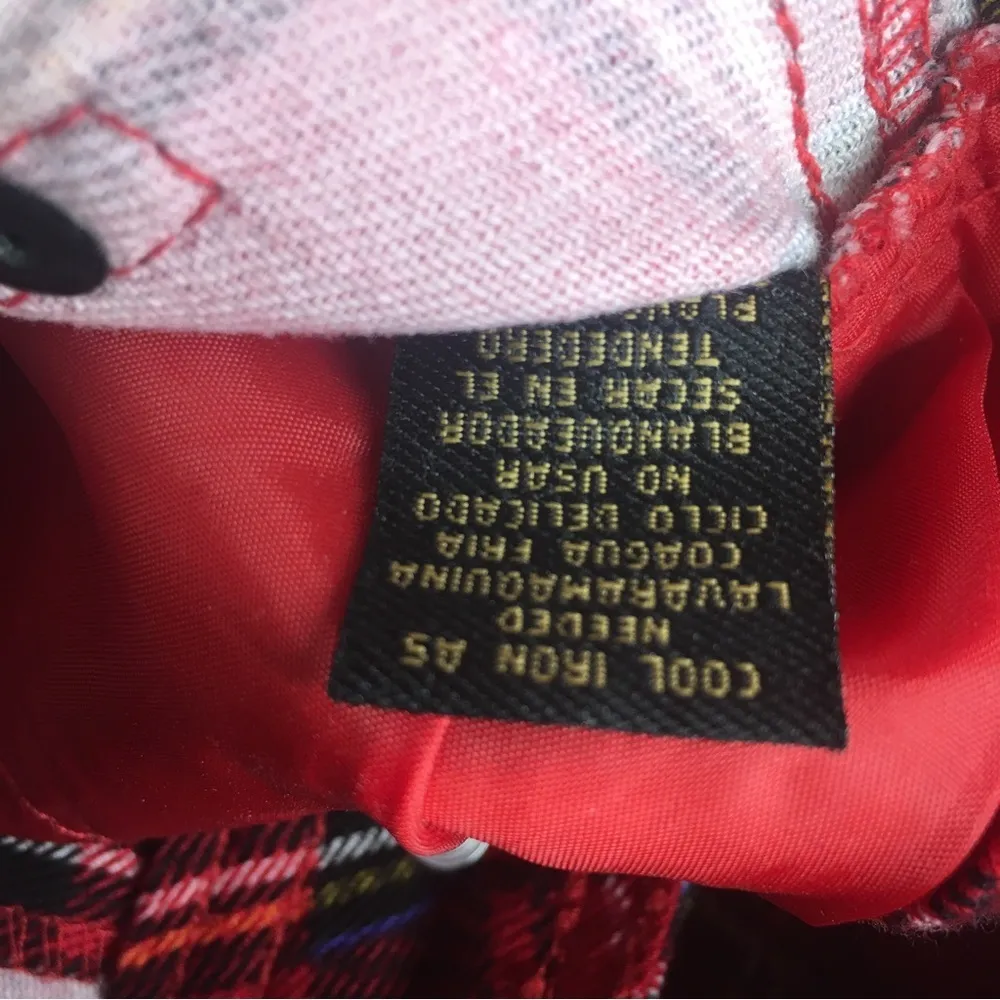 COOL IRON AS
NEEDED
LAVARAMAQUINA
COAGUA FRIA
CICLO DELICADO
NO USAR
BLANQUEADOR
SECAR EN EL
TENDEDERO